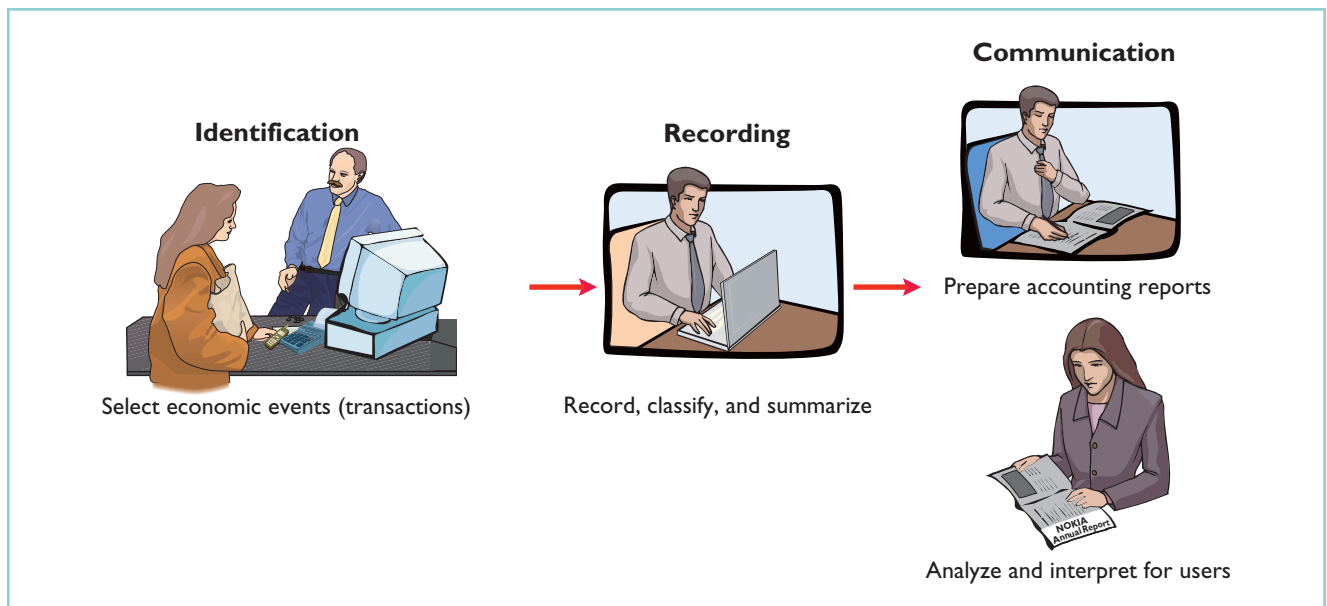 Identification
Select economic events (transactions)
Recording
Record, classify, and summarize
Communication
Prepare accounting reports
NOKIA
Annual Report
Analyze and interpret for users